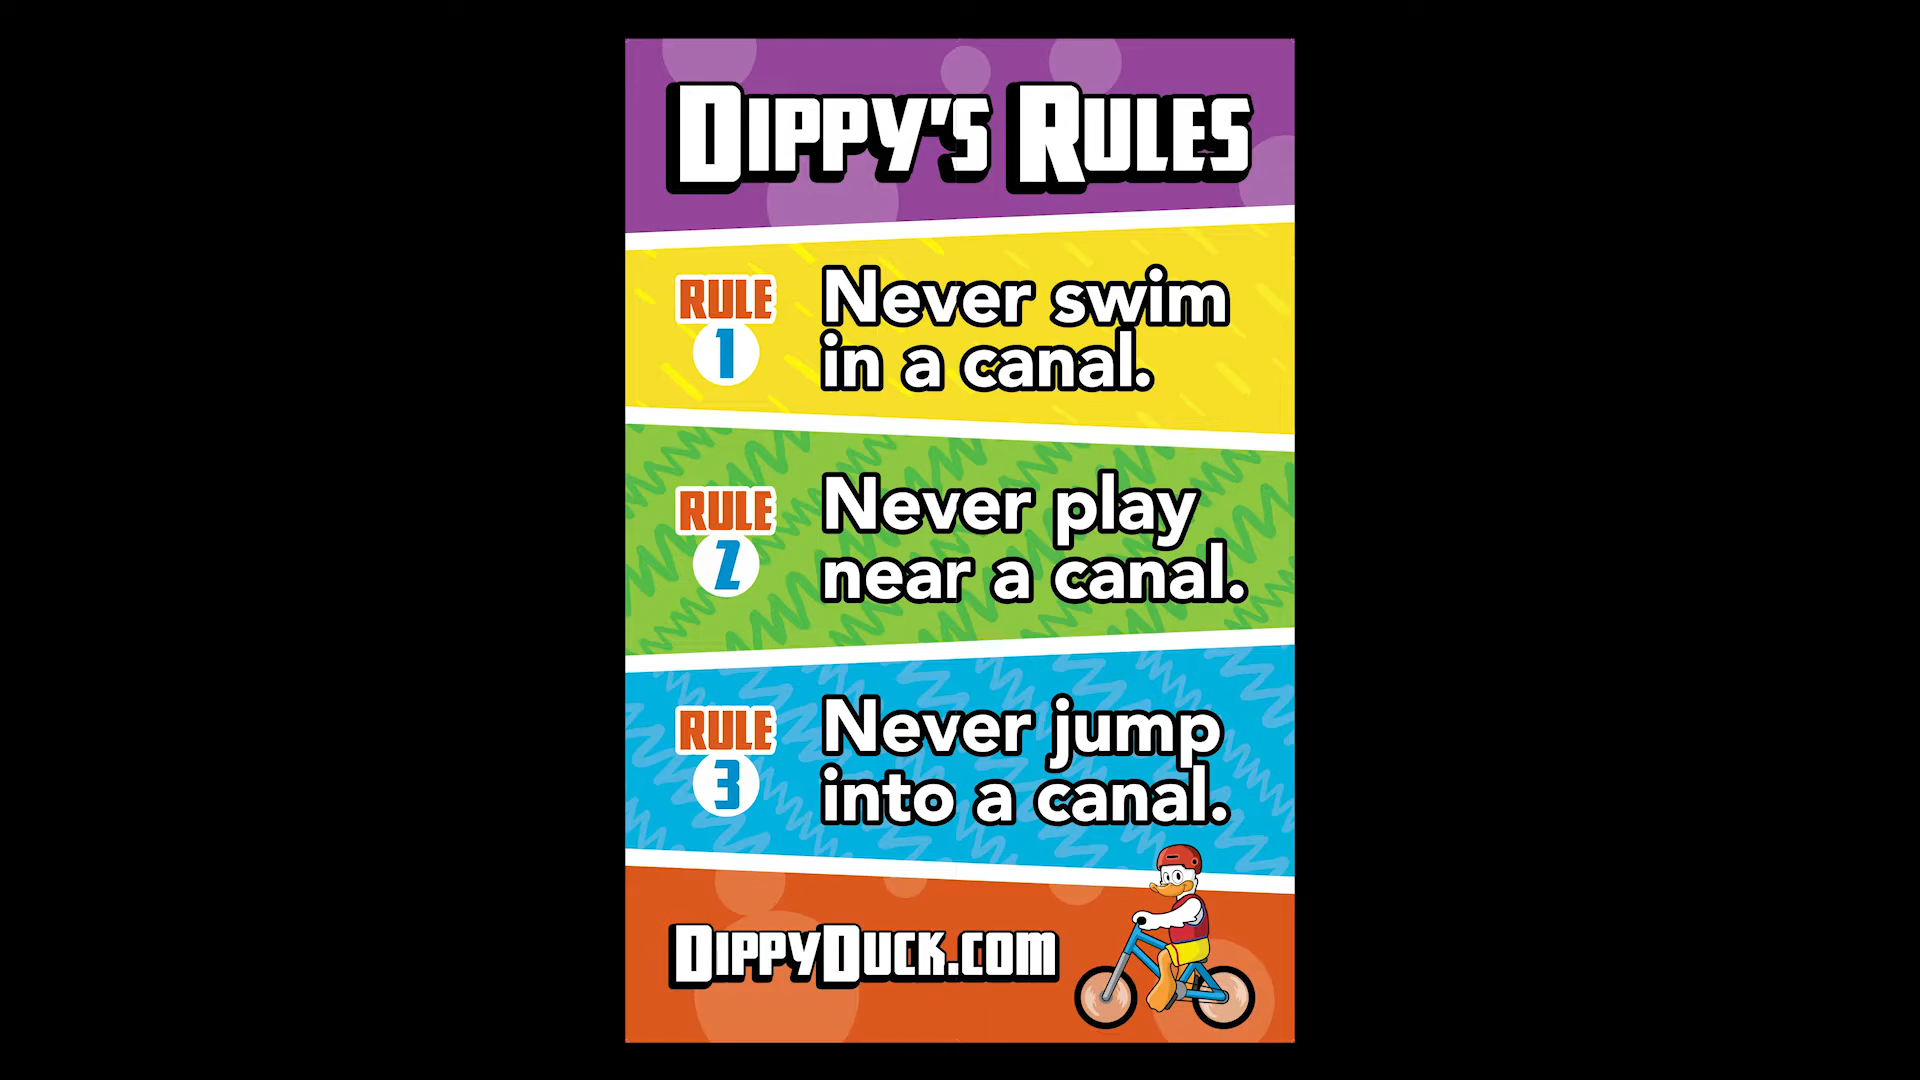 DIPPY'S RULES
RULE
1
Never swim
in a canal.
RULE
2
Never play
near a canal.
RULE
3
Never jump
into a canal.
DIPPYDUCK.COM